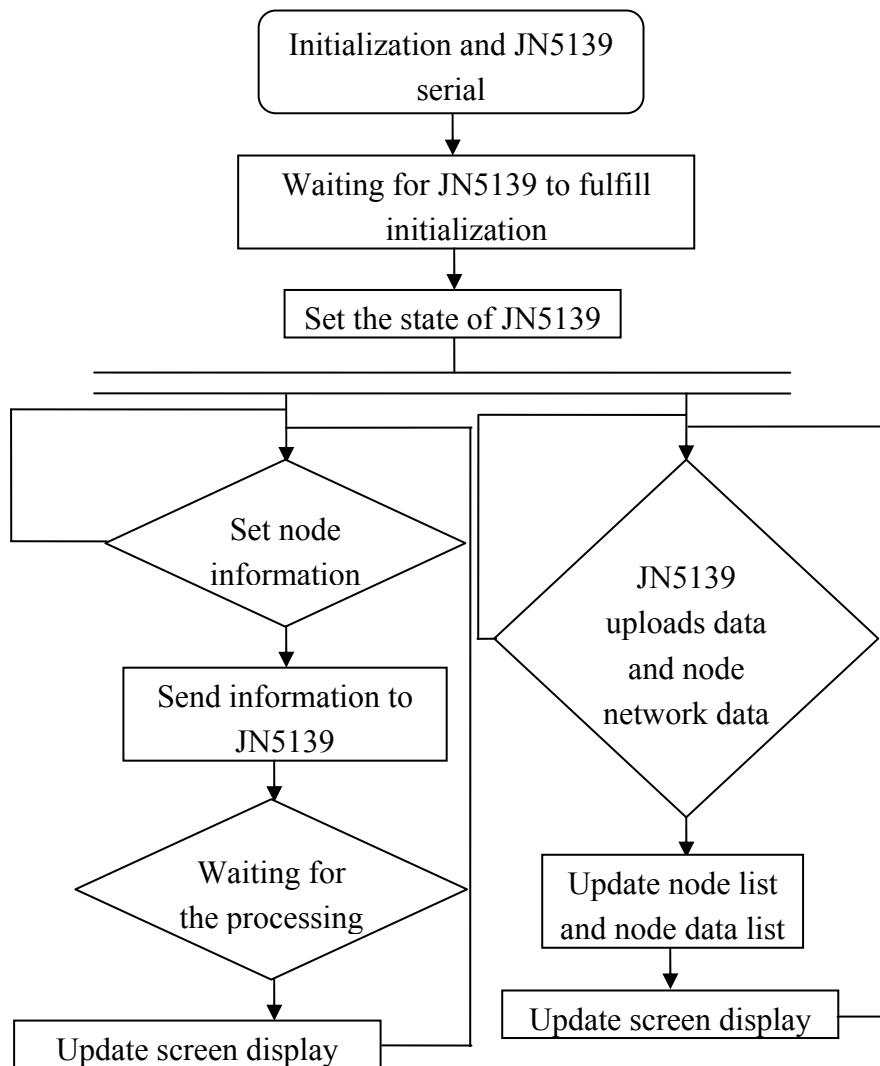 Initialization and JN5139
serial
Waiting for JN5139 to fulfill
initialization
Set the state of JN5139
Set node
information
Send information to
JN5139
Waiting for
the processing
Update screen display
JN5139
uploads data
and node
network data
Update node list
and node data list
Update screen display